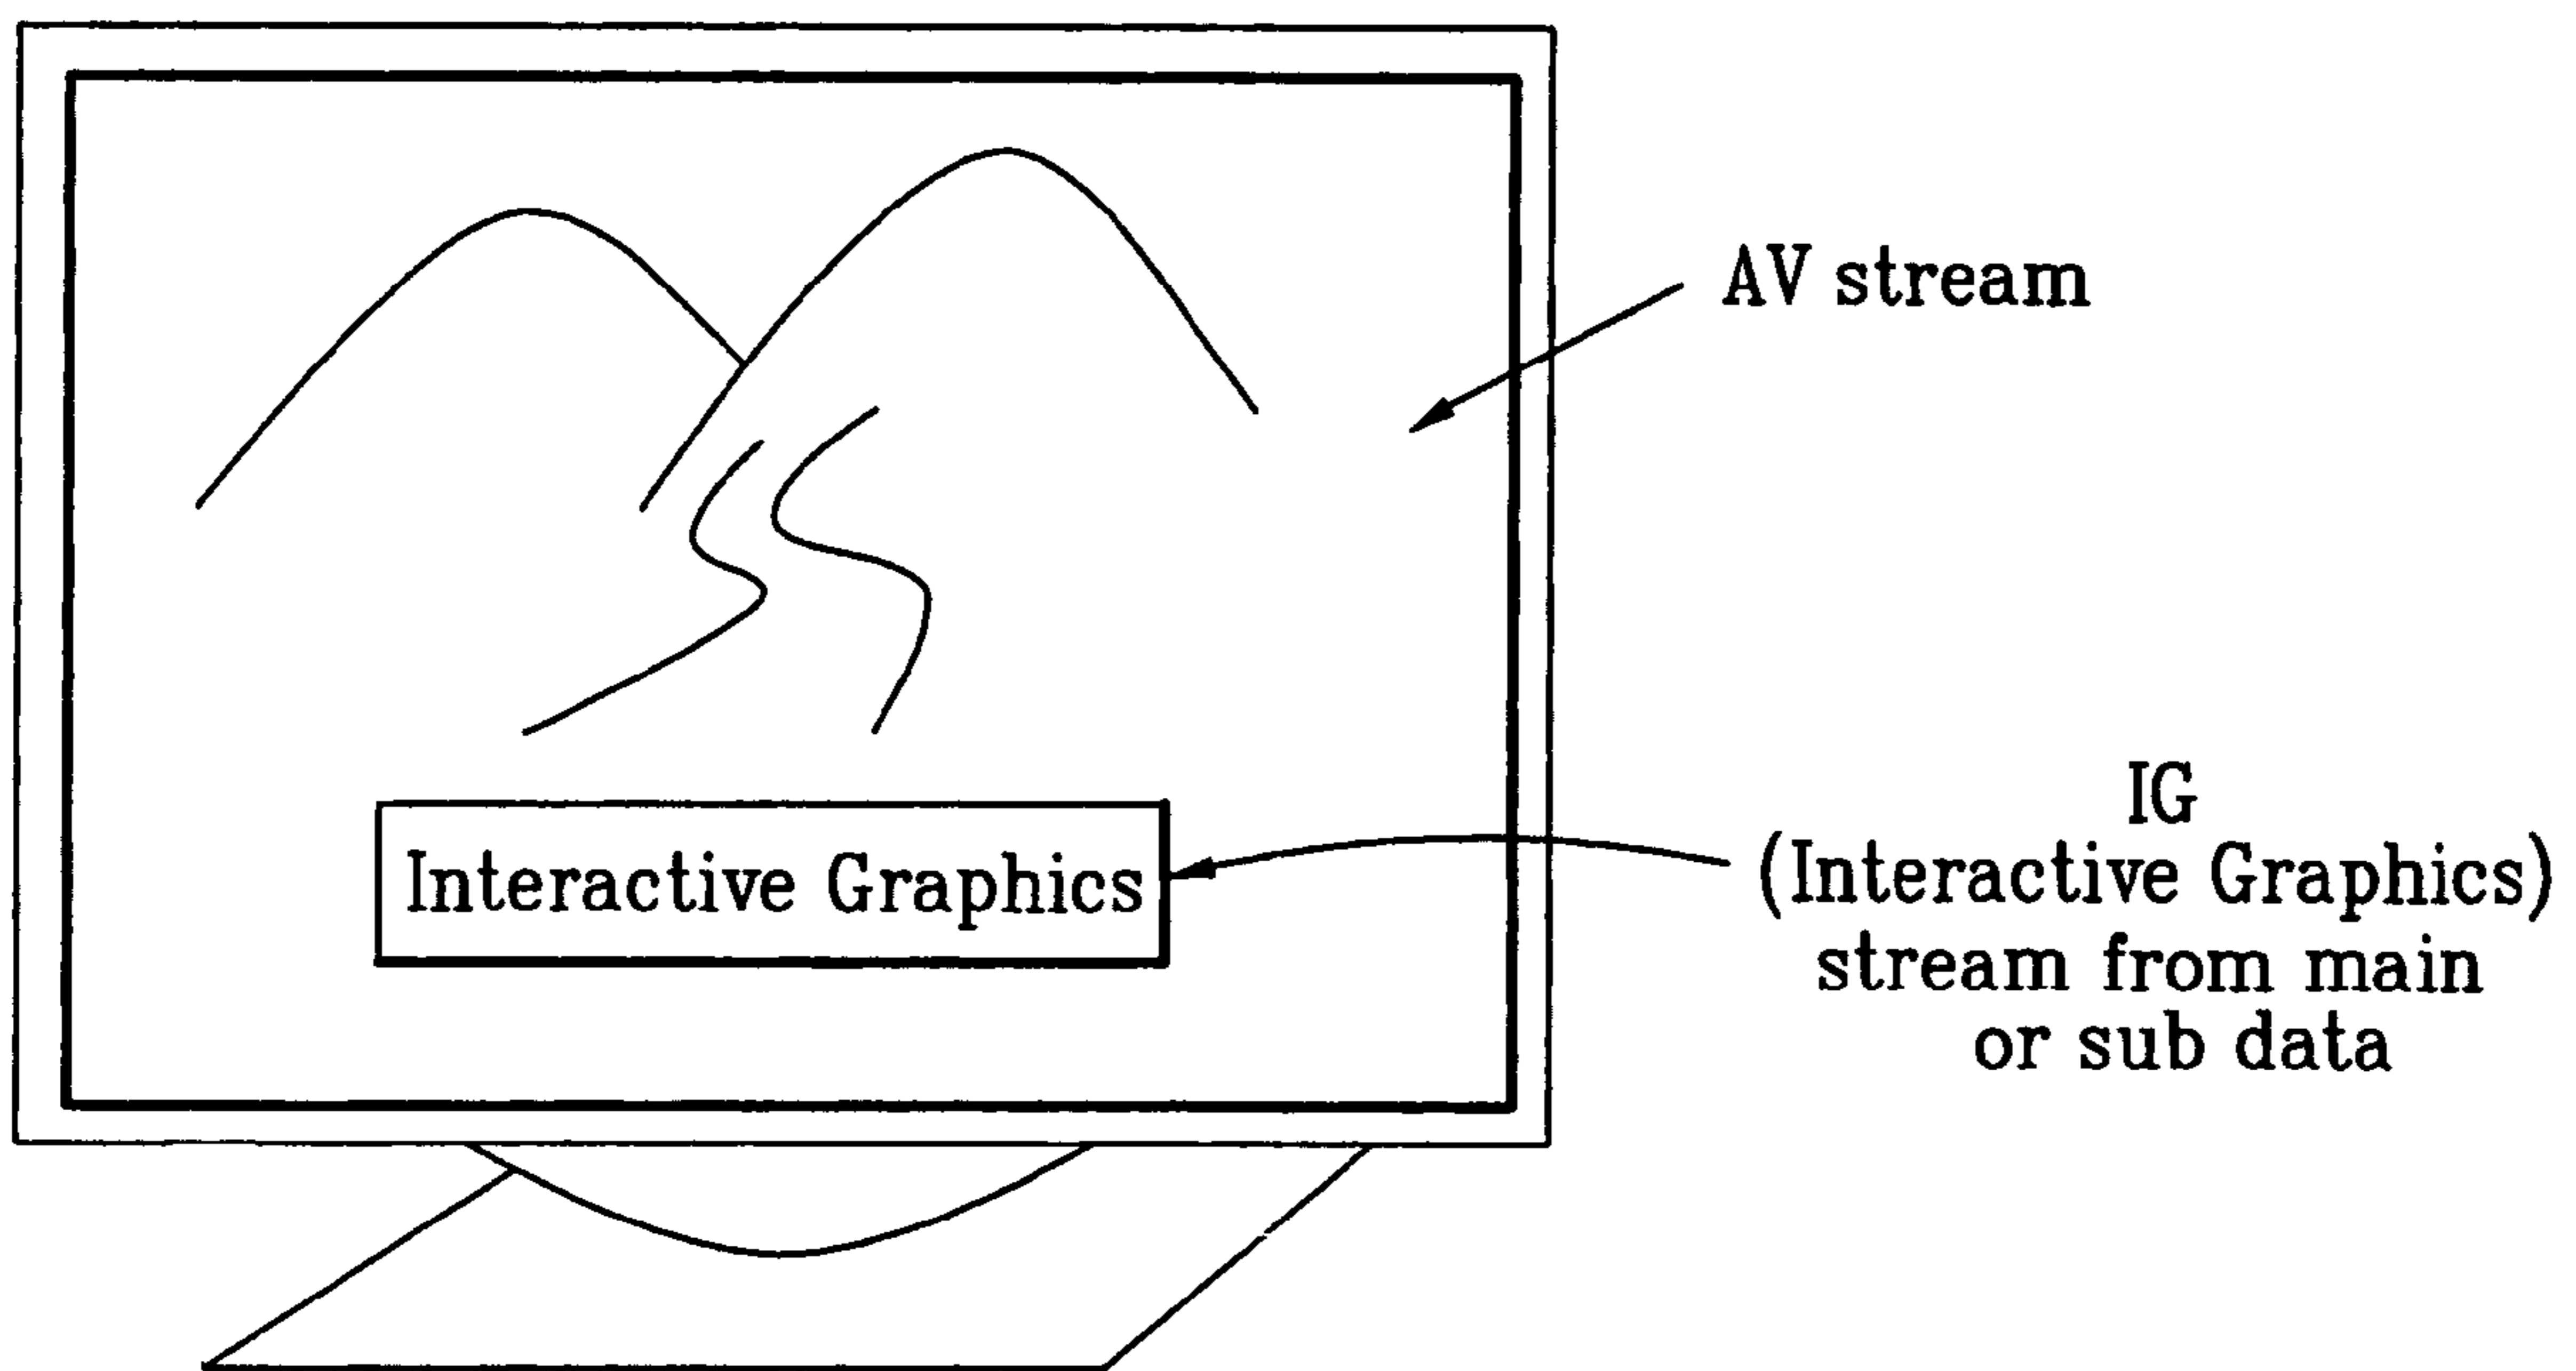 AV stream
Interactive Graphics
IG
(Interactive Graphics)
stream from main
or sub data